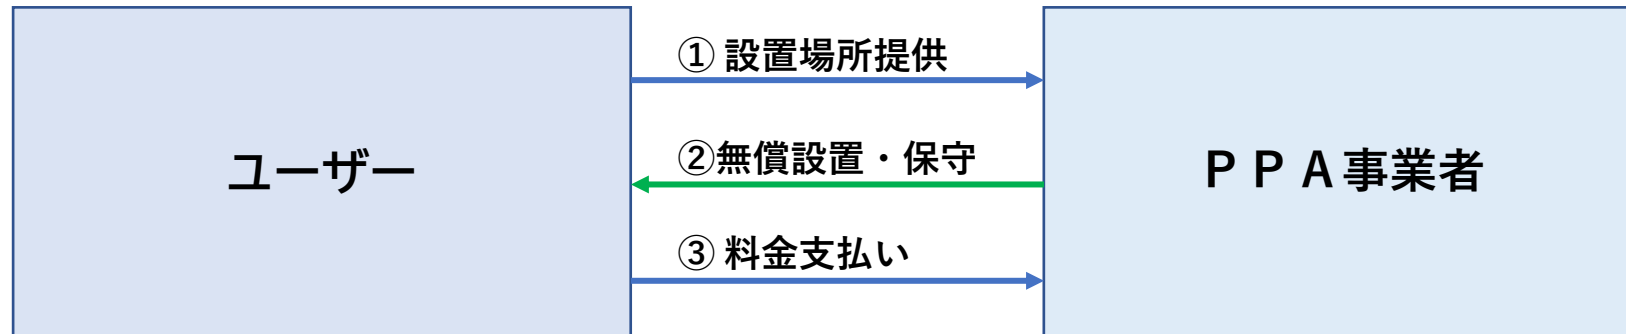 ① 設置場所提供
ユーザー
②無償設置・保守
ＰＰＡ事業者
③ 料金支払い